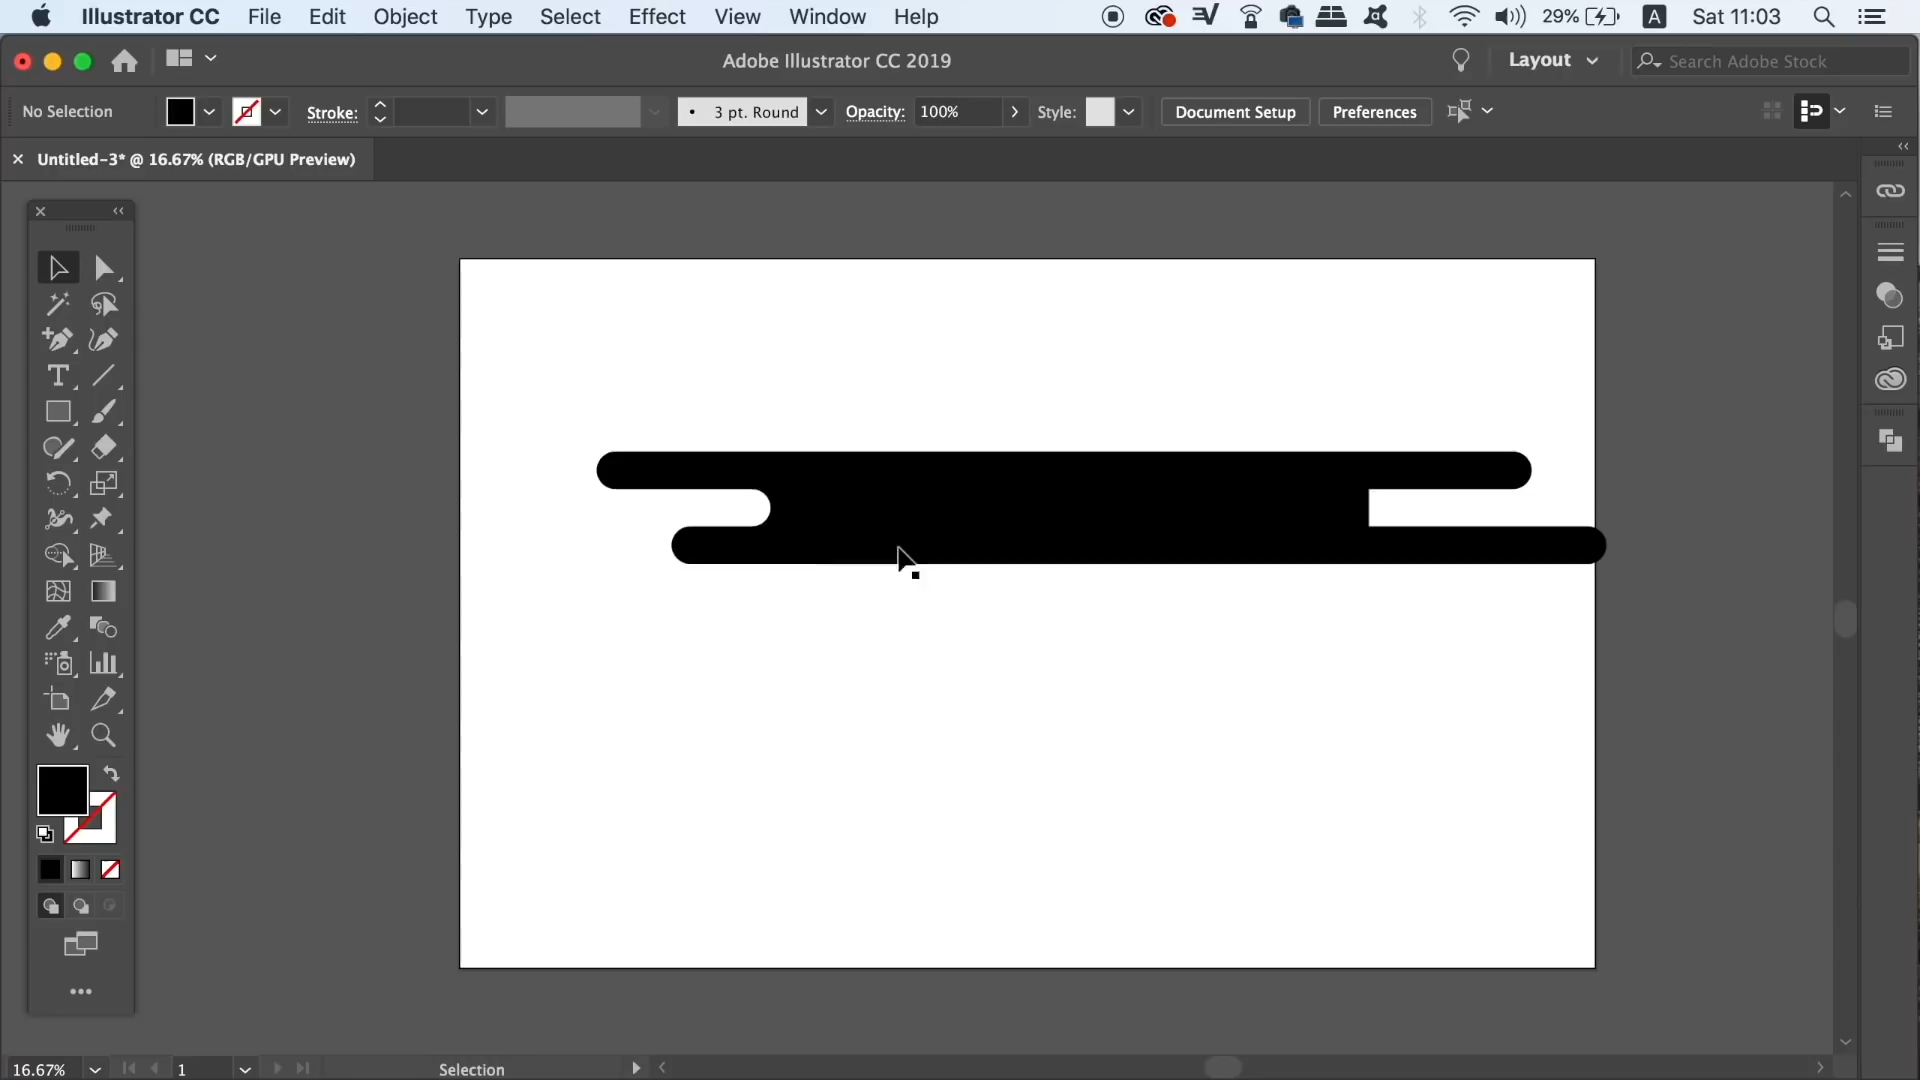 Illustrator CC File Edit Object Type Select Effect View Window Help 29% A Sat 11:03
Adobe Illustrator CC 2019 Layout Search Adobe Stock
No Selection Stroke: 3 pt. Round Opacity: 100% Style: Document Setup Preferences
Untitled-3* @ 16.67% (RGB/GPU Preview)
16.67% 1 Selection